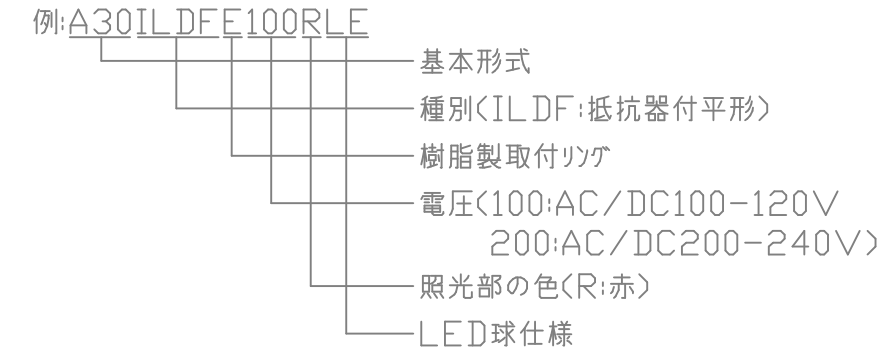 例:A30ILDFE100RLE
基本形式
種別(ILDF:抵抗器付平形)
樹脂製取付リング
電圧(100:AC/DC100-120V
200:AC/DC200-240V)
照光部の色(R:赤)
LED球仕様